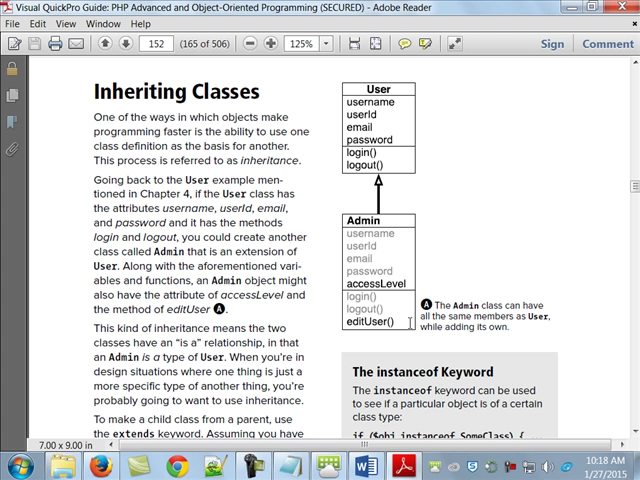 Visual QuickPro Guide: PHP Advanced and Object-Oriented Programming (SECURED) - Adobe Reader
File Edit View Window Help
152 (165 of 506) 125% Sign Comment
Inheriting Classes
One of the ways in which objects make
programming faster is the ability to use one
class definition as the basis for another.
This process is referred to as inheritance.
Going back to the User example men-
tioned in Chapter 4, if the User class has
the attributes username, userId, email,
and password and it has the methods
login and logout, you could create another
class called Admin that is an extension of
User. Along with the aforementioned vari-
ables and functions, an Admin object might
also have the attribute of accessLevel and
the method of editUser A.
This kind of inheritance means the two
classes have an "is a" relationship, in that
an Admin is a type of User. When you're in
design situations where one thing is just a
more specific type of another thing, you're
probably going to want to use inheritance.
To make a child class from a parent, use
the extends keyword. Assuming you have
User
username
userId
email
password
login()
logout()
Admin
username
userId
email
password
accessLevel
login()
logout()
editUser()
A The Admin class can have
all the same members as User,
while adding its own.
The instanceof Keyword
The instanceof keyword can be used
to see if a particular object is of a certain
class type:
if ($obj instanceof SomeClass) { ...
7.00 x 9.00 in
10:18 AM
1/27/2015